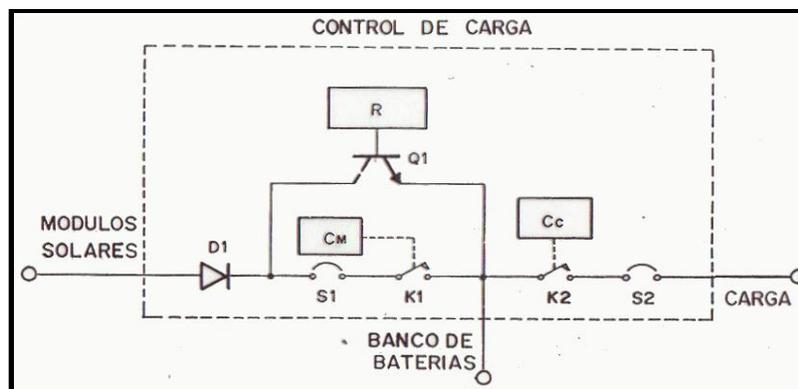 CONTROL DE CARGA
R
Q1
MODULOS
SOLARES
D1
CM
Cc
S1
K1
K2
S2
CARGA
BANCO DE
BATERIAS